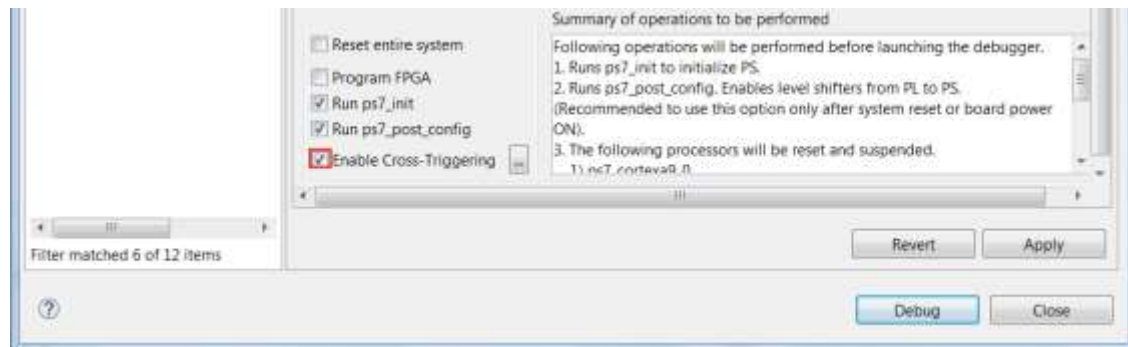 Summary of operations to be performed
Reset entire system
Program FPGA
Run ps7_init
Run ps7_post_config
Enable Cross-Triggering
...
Following operations will be performed before launching the debugger.
1. Runs ps7_init to initialize PS.
2. Runs ps7_post_config. Enables level shifters from PL to PS.
(Recommended to use this option only after system reset or board power
ON).
3. The following processors will be reset and suspended.
1) ps7_cortexa9_0
Filter matched 6 of 12 items
Revert
Apply
?
Debug
Close